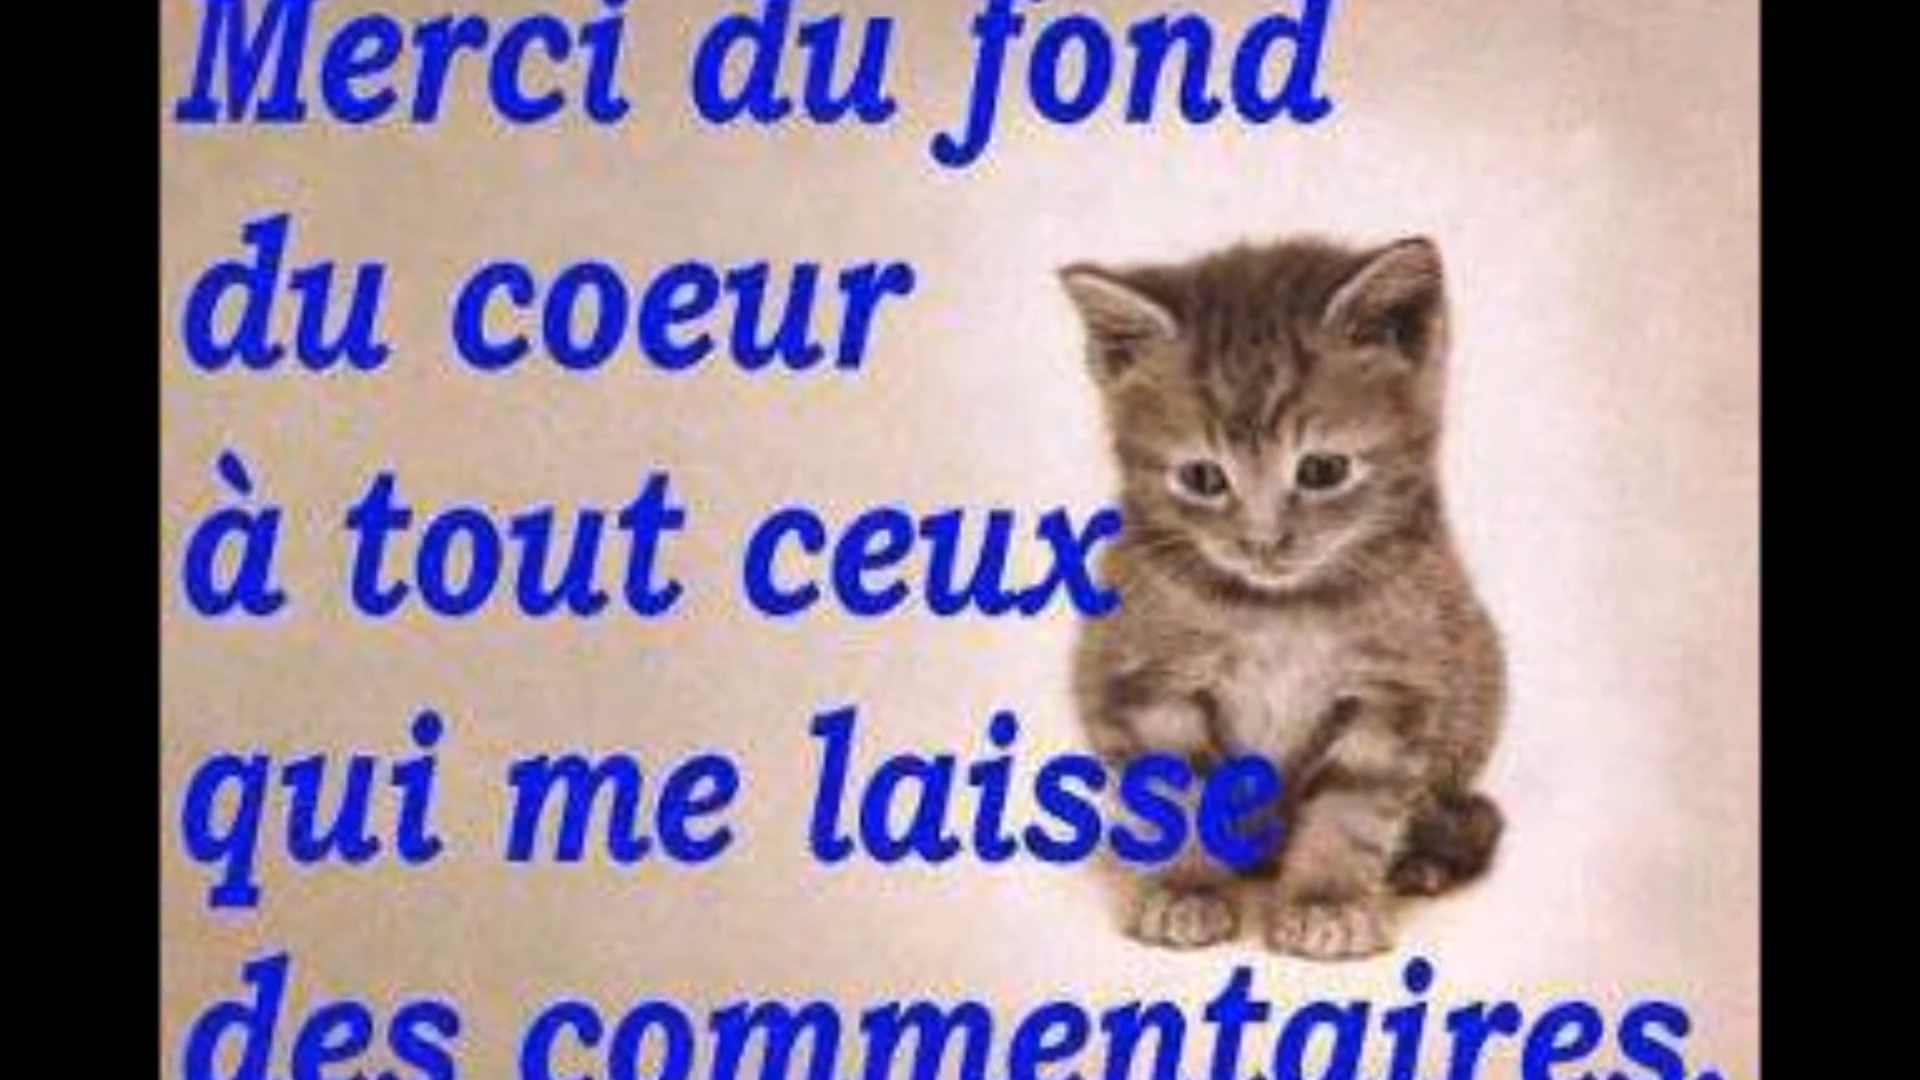 Merci du fond
du coeur
à tout ceux
qui me laisse
des commentaires.